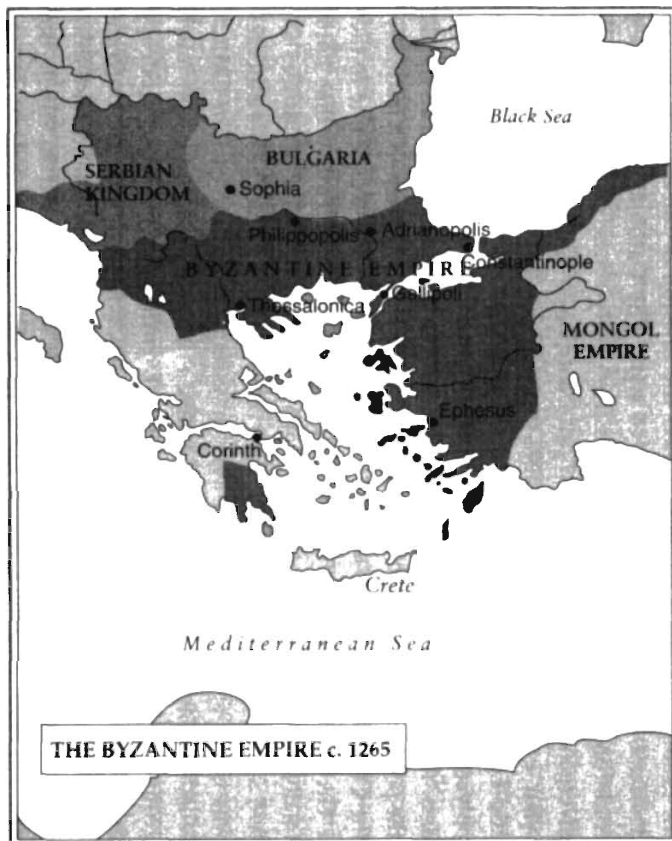 Black Sea
BULGARIA
SERBIAN
KINGDOM
Sophia
Philippopolis
Adrianopolis
BYZANTINE EMPIRE
Constantinople
Thossalonica
Gallipoli
MONGOL
EMPIRE
Ephesus
Corinth
Crete
Mediterranean Sea
THE BYZANTINE EMPIRE c. 1265